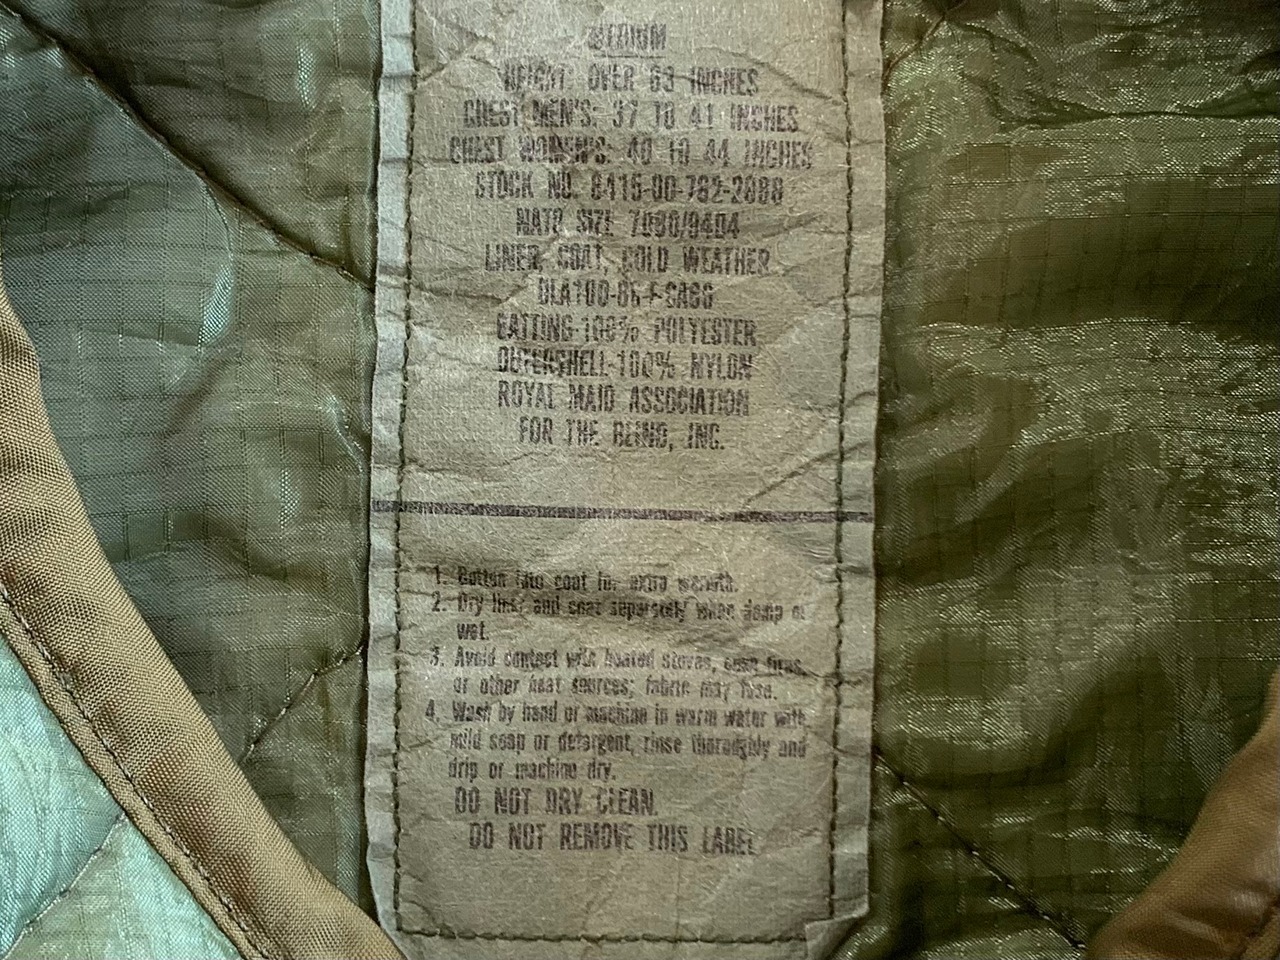 MEDIUM
HEIGHT: OVER 63 INCHES
CHEST MEN'S: 37 TO 41 INCHES
CHEST WOMEN'S: 40 TO 44 INCHES
STOCK NO. 8415-00-782-2888
NATO SIZE 7080/9404
LINER, COAT, COLD WEATHER
BATTING-100% POLYESTER
OUTERSHELL-100% NYLON
ROYAL MAID ASSOCIATION
FOR THE BLIND, INC.
1. Button into coat for extra warmth.
2. Dry liner and coat separately when damp or
wet.
3. Avoid contact with heated stoves, open fires,
or other heat sources; fabric may fuse.
4. Wash by hand or machine in warm water with
mild soap or detergent, rinse thoroughly and
drip or machine dry.
DO NOT DRY CLEAN.
DO NOT REMOVE THIS LABEL